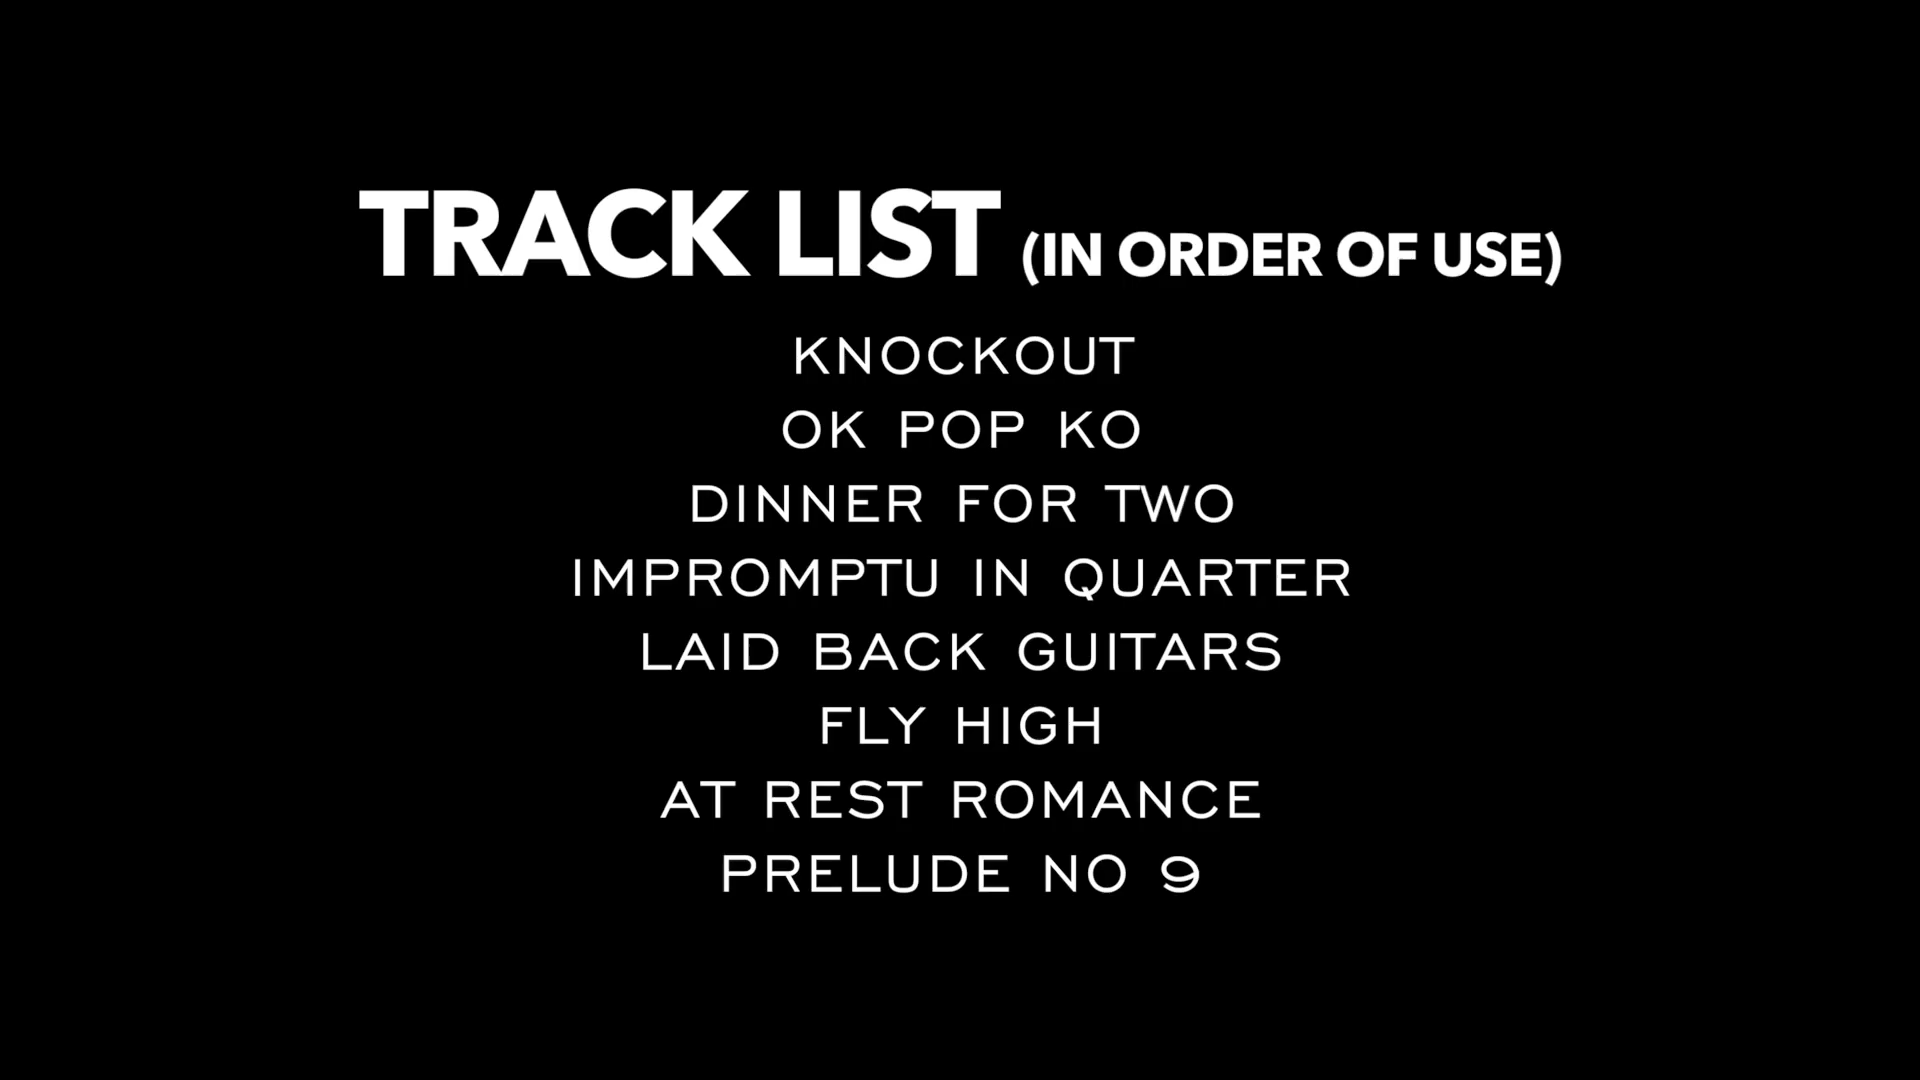 TRACK LIST (IN ORDER OF USE)
KNOCKOUT
OK POP KO
DINNER FOR TWO
IMPROMPTU IN QUARTER
LAID BACK GUITARS
FLY HIGH
AT REST ROMANCE
PRELUDE NO 9